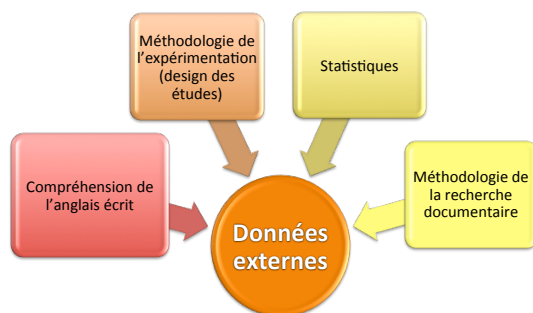 Méthodologie de
l'expérimentation
(design des
études)
Statistiques
Compréhension de
l'anglais écrit
Méthodologie de
la recherche
documentaire
Données
externes